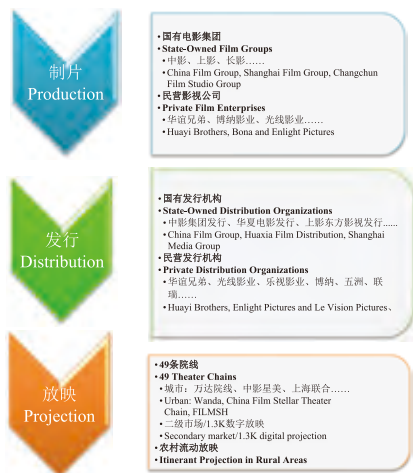 制片
Production
•国有电影集团
•State-Owned Film Groups
•中影、上影、长影……
•China Film Group, Shanghai Film Group, Changchun
Film Studio Group
•民营影视公司
•Private Film Enterprises
•华谊兄弟、博纳影业、光线影业……
•Huayi Brothers, Bona and Enlight Pictures
发行
Distribution
•国有发行机构
•State-Owned Distribution Organizations
•中影集团发行、华夏电影发行、上影东方影视发行......
•China Film Group, Huaxia Film Distribution, Shanghai
Media Group
•民营发行机构
•Private Distribution Organizations
•华谊兄弟、光线影业、乐视影业、博纳、五洲、联
瑞……
•Huayi Brothers, Enlight Pictures and Le Vision Pictures、
放映
Projection
•49条院线
•49 Theater Chains
•城市：万达院线、中影星美、上海联合……
•Urban: Wanda, China Film Stellar Theater
Chain, FILMSH
•二级市场/1.3K数字放映
•Secondary market/1.3K digital projection
•农村流动放映
•Itinerant Projection in Rural Areas